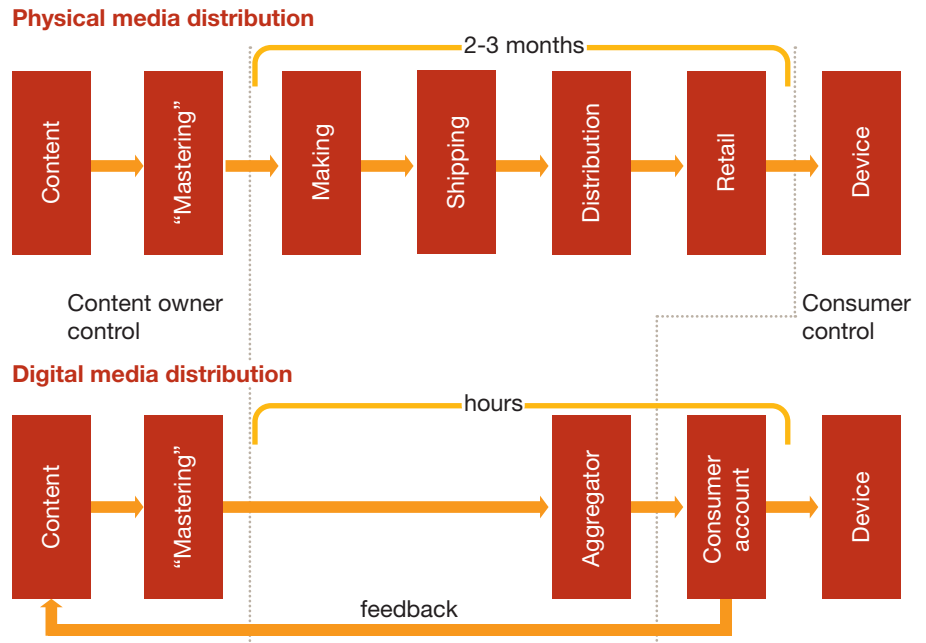 Physical media distribution
2-3 months
Content
“Mastering”
Making
Shipping
Distribution
Retail
Device
Content owner
control
Consumer
control
Digital media distribution
hours
Content
“Mastering”
Aggregator
Consumer
account
Device
feedback